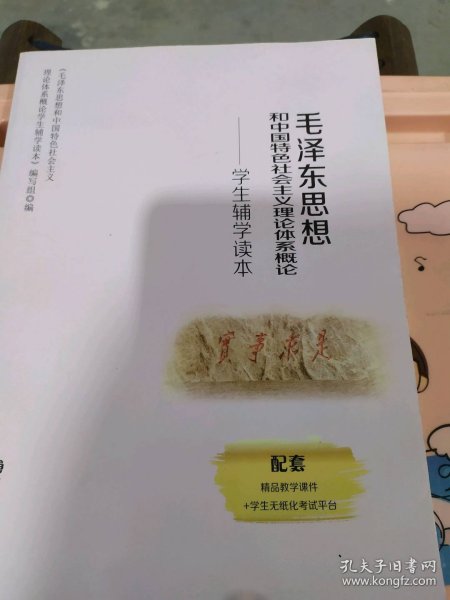 毛泽东思想
和中国特色社会主义理论体系概论
——学生辅学读本
《毛泽东思想和中国特色社会主义
理论体系概论学生辅学读本》编写组◎编
實事求是
配套
精品教学课件
+学生无纸化考试平台
孔夫子旧书网
www.kongfz.com